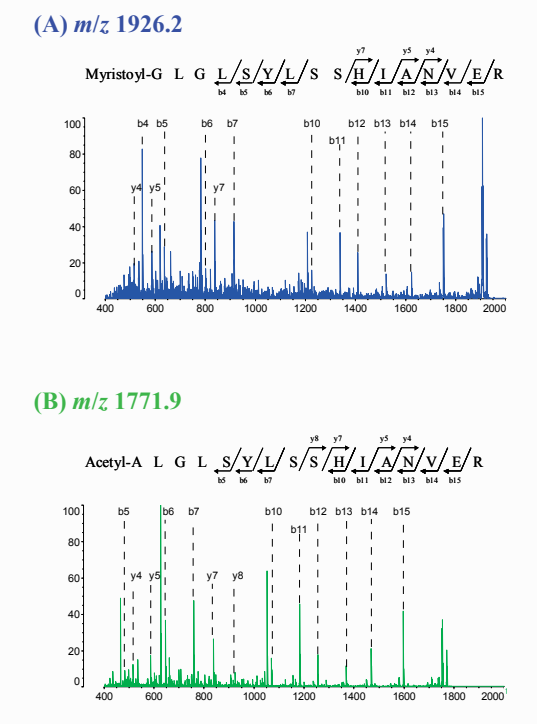 (A) m/z 1926.2
y7 y5 y4
Myristoyl-G L G L S Y L S S H I A N V E R
b4 b5 b6 b7 b10 b11 b12 b13 b14 b15
100
80
60
40
20
0
b4 b5 b6 b7 b10 b11 b12 b13 b14 b15
y4 y5 y7
400 600 800 1000 1200 1400 1600 1800 2000
(B) m/z 1771.9
y8 y7 y5 y4
Acetyl-A L G L S Y L S S H I A N V E R
b5 b6 b7 b10 b11 b12 b13 b14 b15
100
80
60
40
20
0
b5 b6 b7 b10 b11 b12 b13 b14 b15
y4 y5 y7 y8
400 600 800 1000 1200 1400 1600 1800 2000